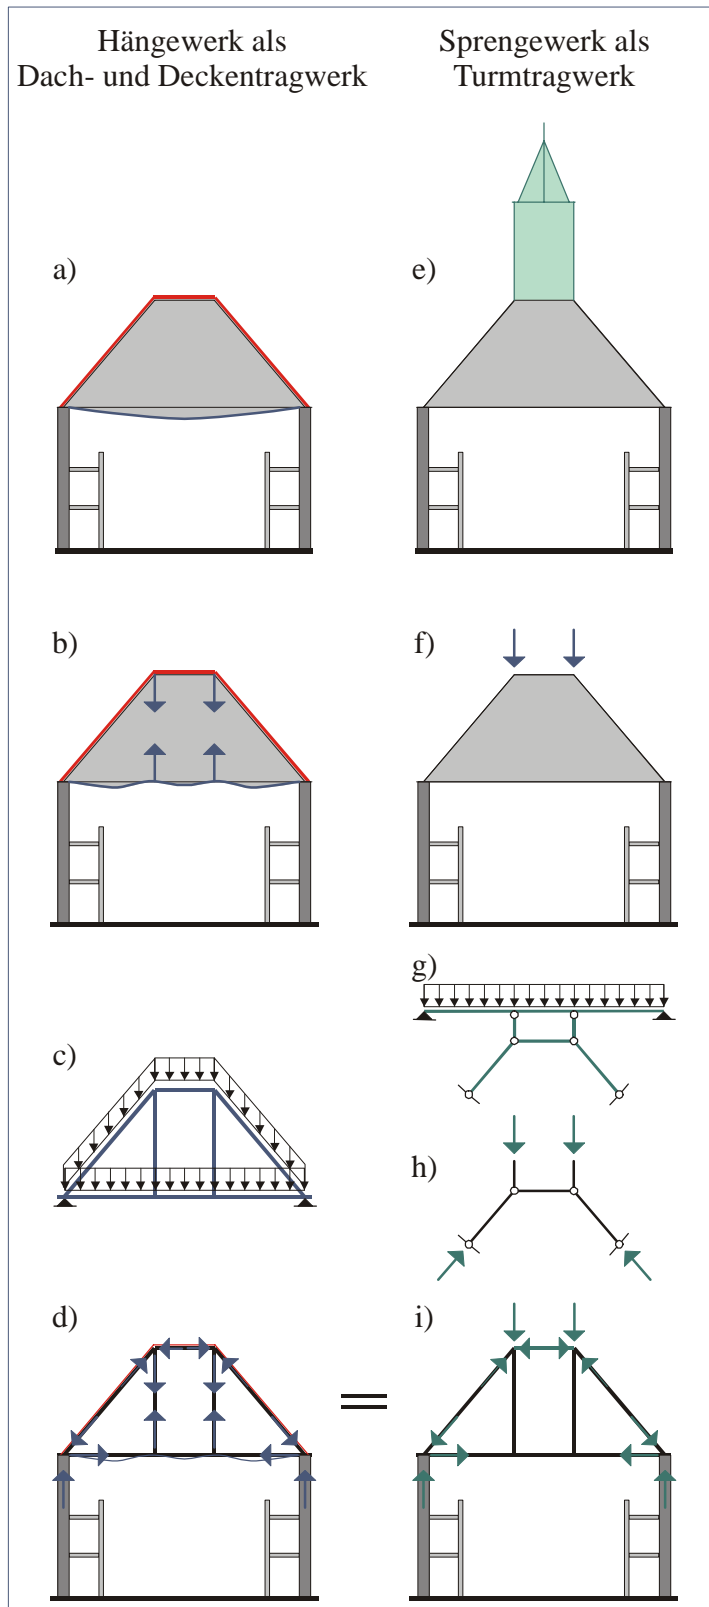 Hängewerk als
Dach- und Deckentragwerk
Sprengewerk als
Turmtragwerk
a)
e)
b)
f)
g)
c)
h)
d)
i)
=